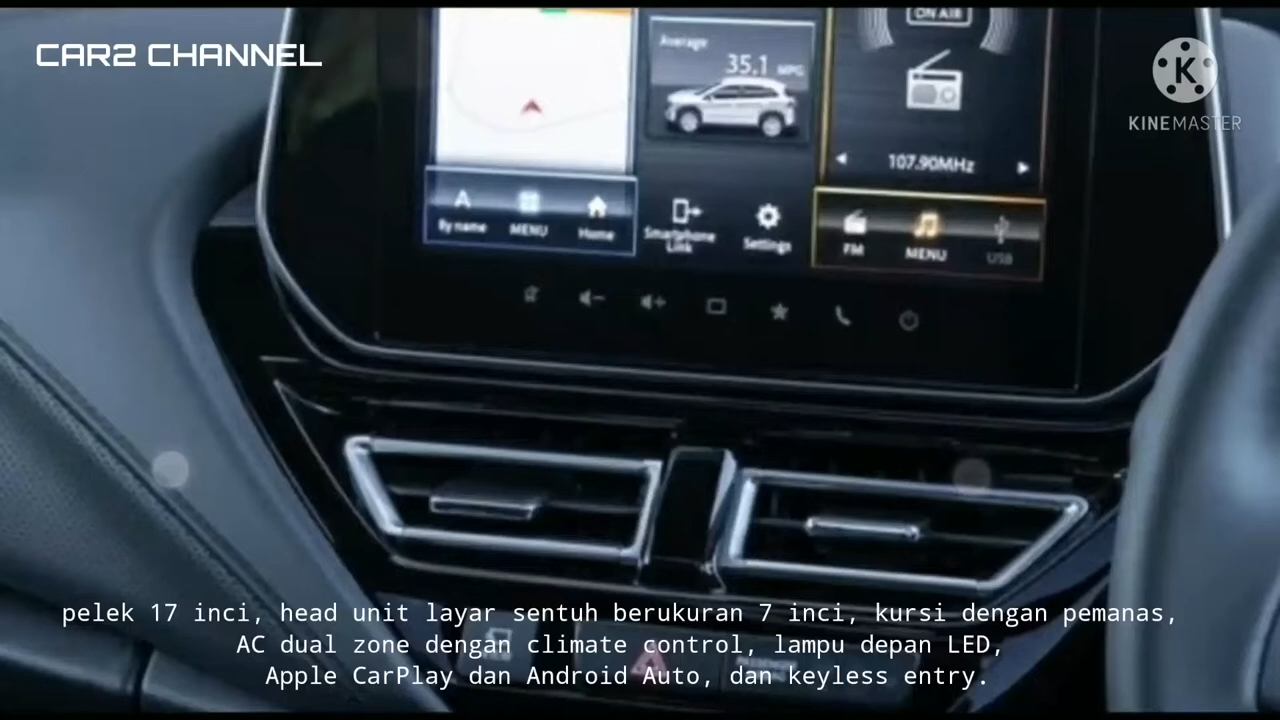 CAR2 CHANNEL
K
KINEMASTER
ON AIR
Average
35.1 MPG
107.90MHz
A
By name
MENU
Home
Smartphone
Link
Settings
FM
MENU
USB
pelek 17 inci, head unit layar sentuh berukuran 7 inci, kursi dengan pemanas,
AC dual zone dengan climate control, lampu depan LED,
Apple CarPlay dan Android Auto, dan keyless entry.